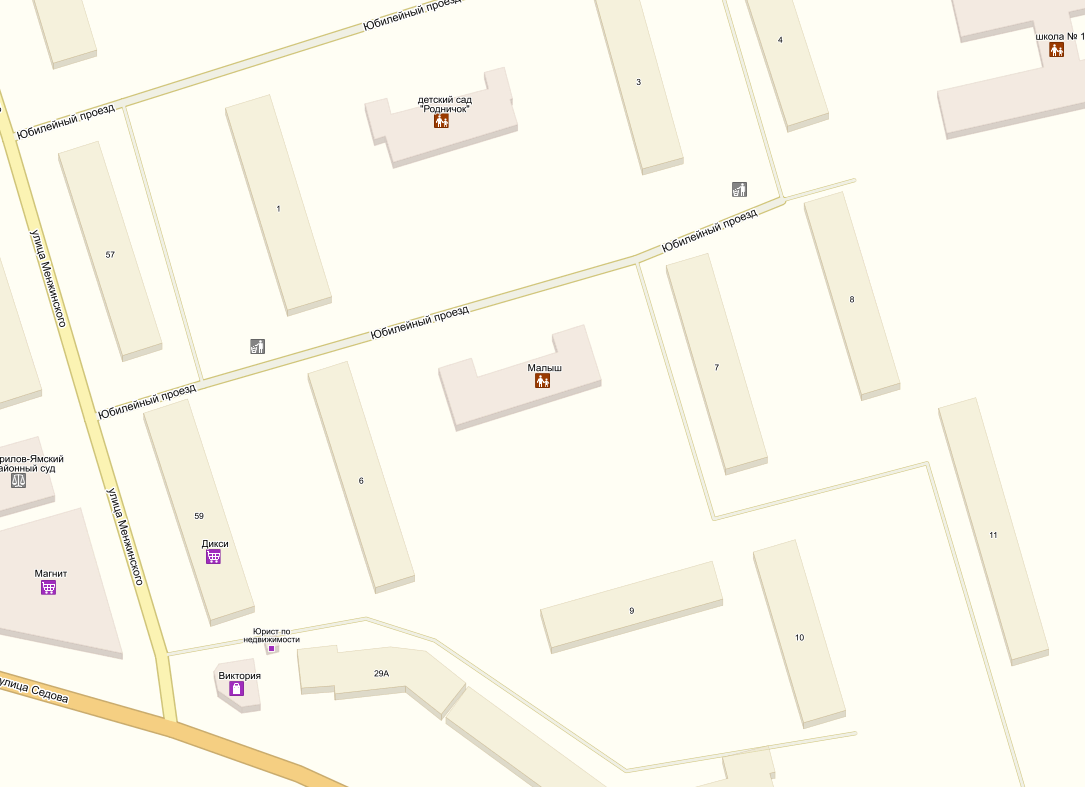 Юбилейный проезд
школа № 1
4
3
детский сад
"Родничок"
Юбилейный проезд
1
Юбилейный проезд
57
улица Менжинского
8
Юбилейный проезд
Малыш
7
Юбилейный проезд
рилов-Ямский
айонный суд
6
59
11
Дикси
улица Менжинского
Магнит
9
Юрист по
недвижимости
10
29А
Виктория
улица Седова